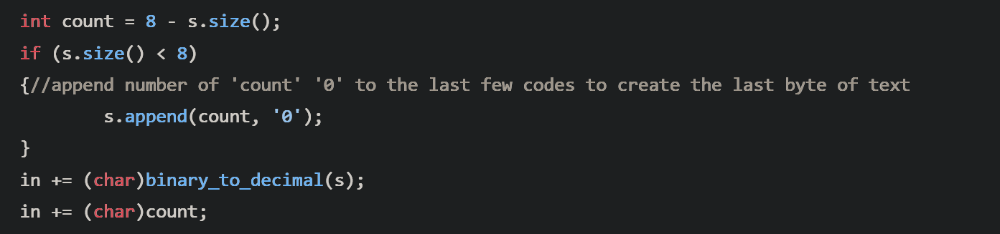 int count = 8 - s.size();
if (s.size() < 8)
{//append number of 'count' '0' to the last few codes to create the last byte of text
        s.append(count, '0');
}
in += (char)binary_to_decimal(s);
in += (char)count;